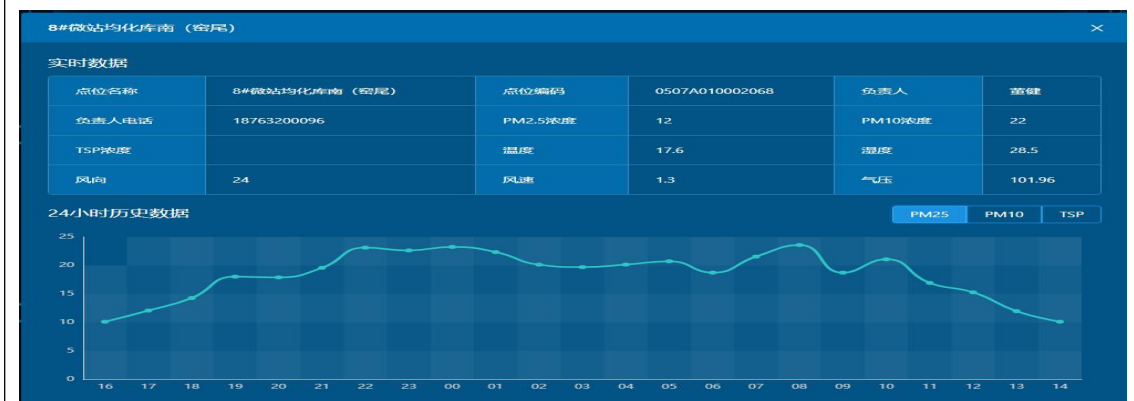 8#微站均化库南（窑尾） ×
实时数据
点位名称 8#微站均化库南（窑尾） 点位编码 0507A010002068 负责人 董健
负责人电话 18763200096 PM2.5浓度 12 PM10浓度 22
TSP浓度 温度 17.6 湿度 28.5
风向 24 风速 1.3 气压 101.96
24小时历史数据 PM25 PM10 TSP
25
20
15
10
5
0
16 17 18 19 20 21 22 23 00 01 02 03 04 05 06 07 08 09 10 11 12 13 14